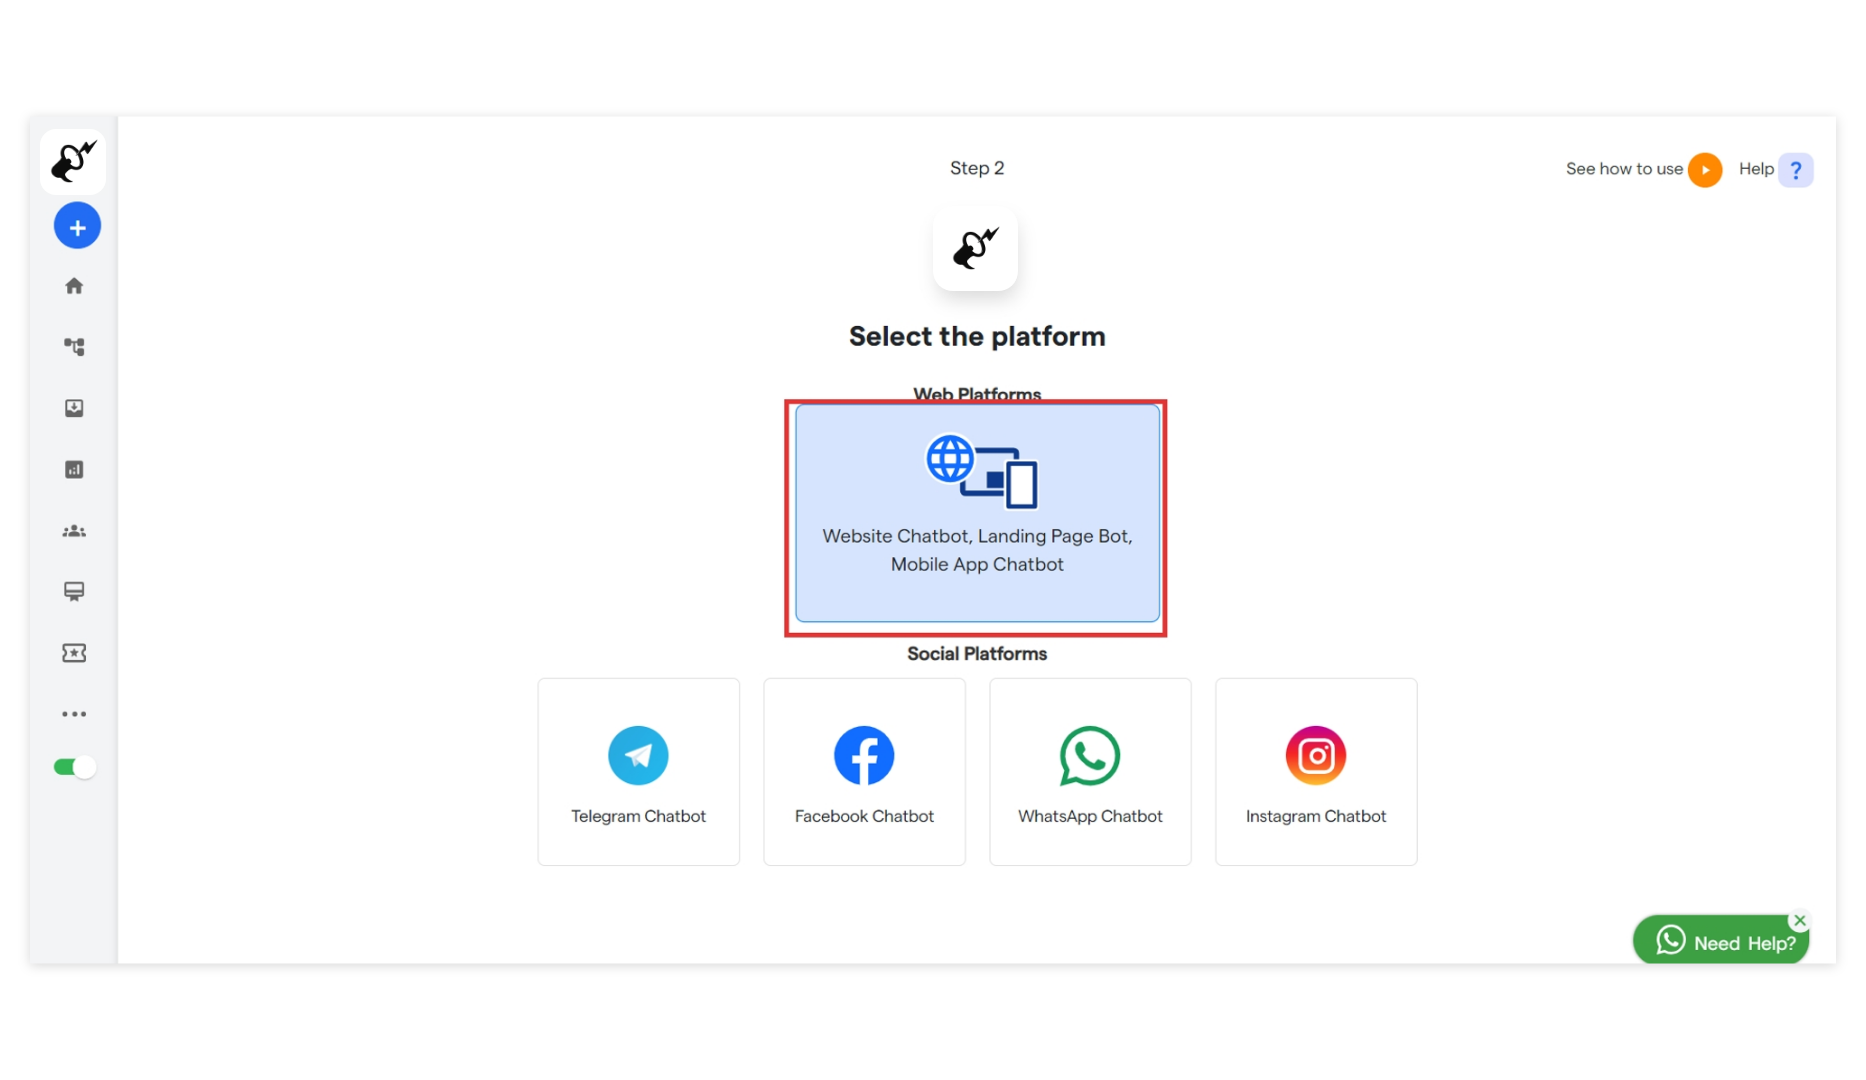 Step 2
See how to use
Help ?
Select the platform
Web Platforms
Website Chatbot, Landing Page Bot,
Mobile App Chatbot
Social Platforms
Telegram Chatbot
Facebook Chatbot
WhatsApp Chatbot
Instagram Chatbot
Need Help?